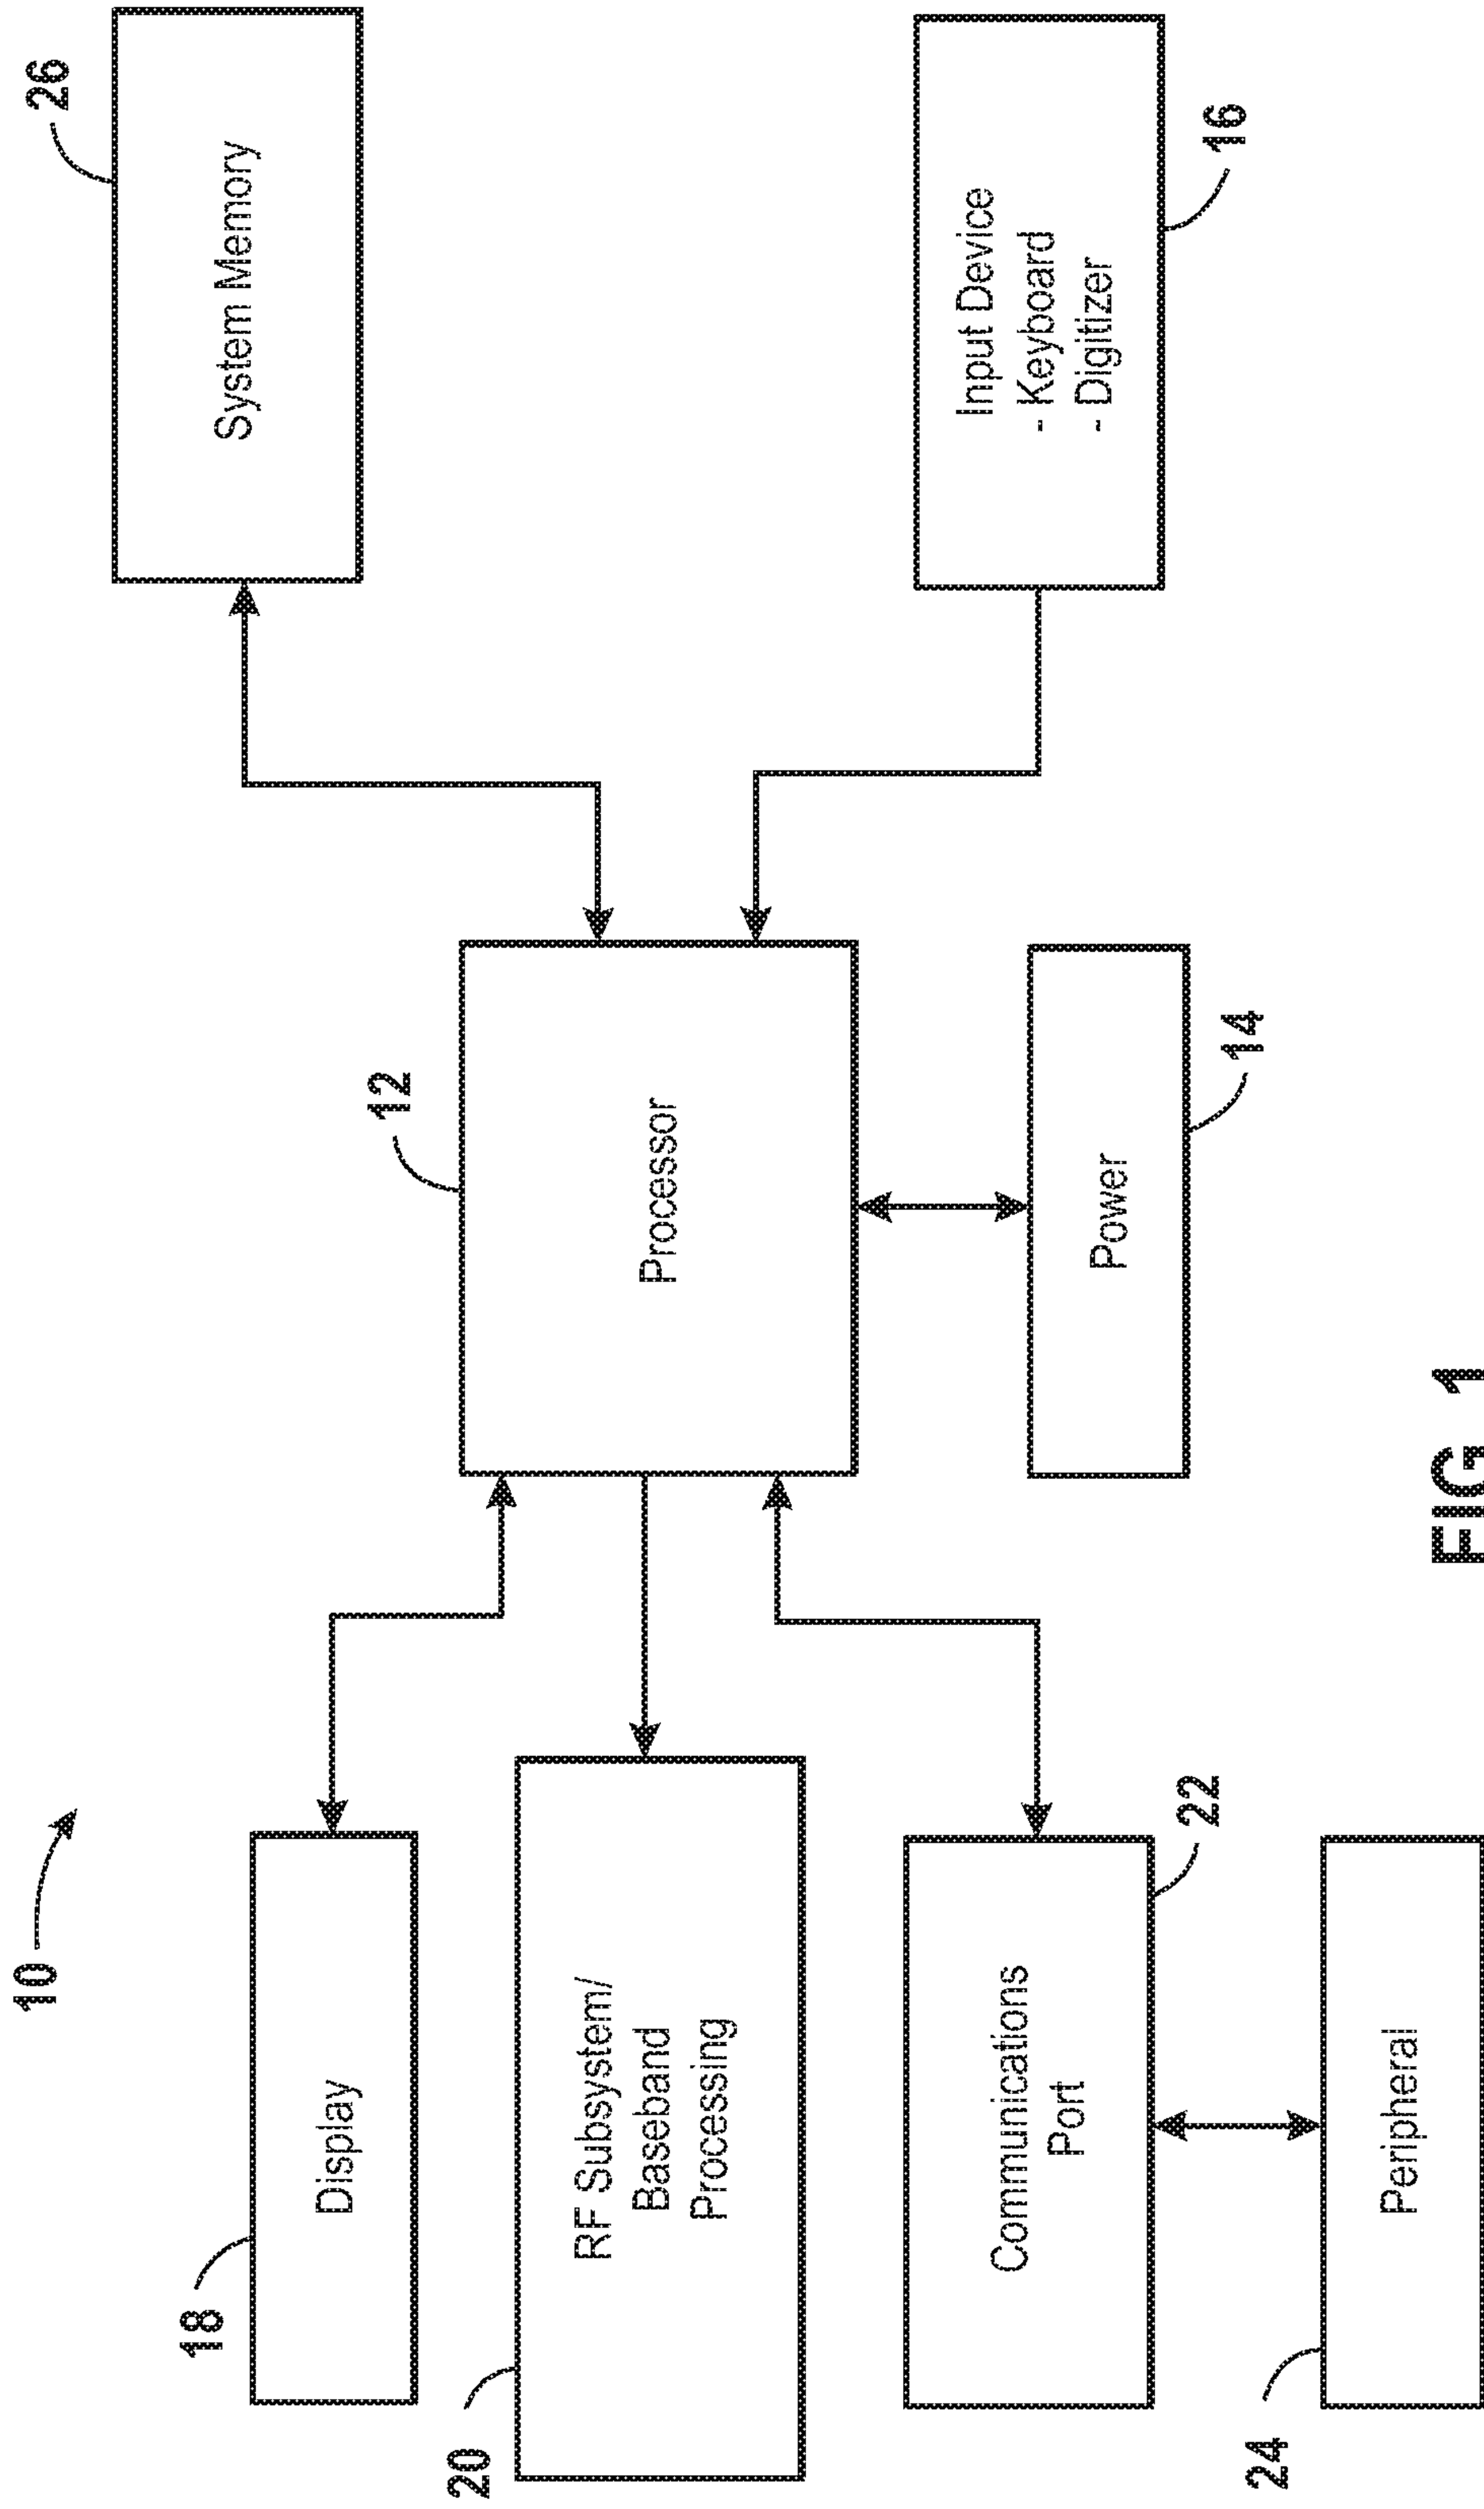 10
18
Display
20
RF Subsystem/
Baseband
Processing
Communications
Port
22
24
Peripheral
12
Processor
Power
14
26
System Memory
Input Device
- Keyboard
- Digitizer
16
FIG 1